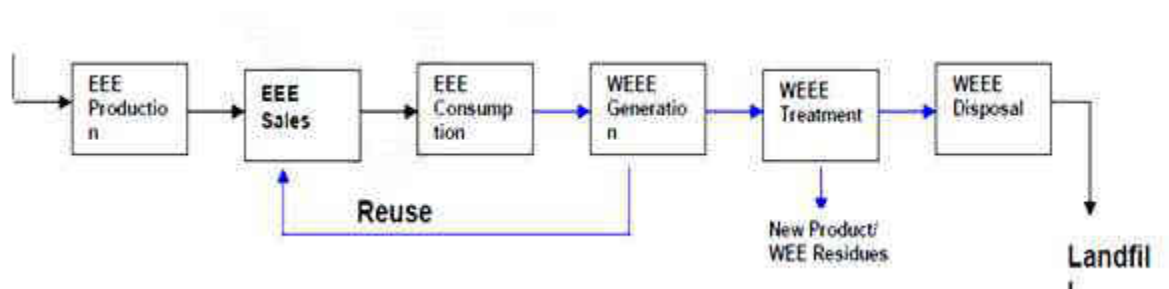 EEE
Productio
n
EEE
Sales
EEE
Consump
tion
WEEE
Generatio
n
WEEE
Treatment
WEEE
Disposal
Reuse
New Product/
WEE Residues
Landfil